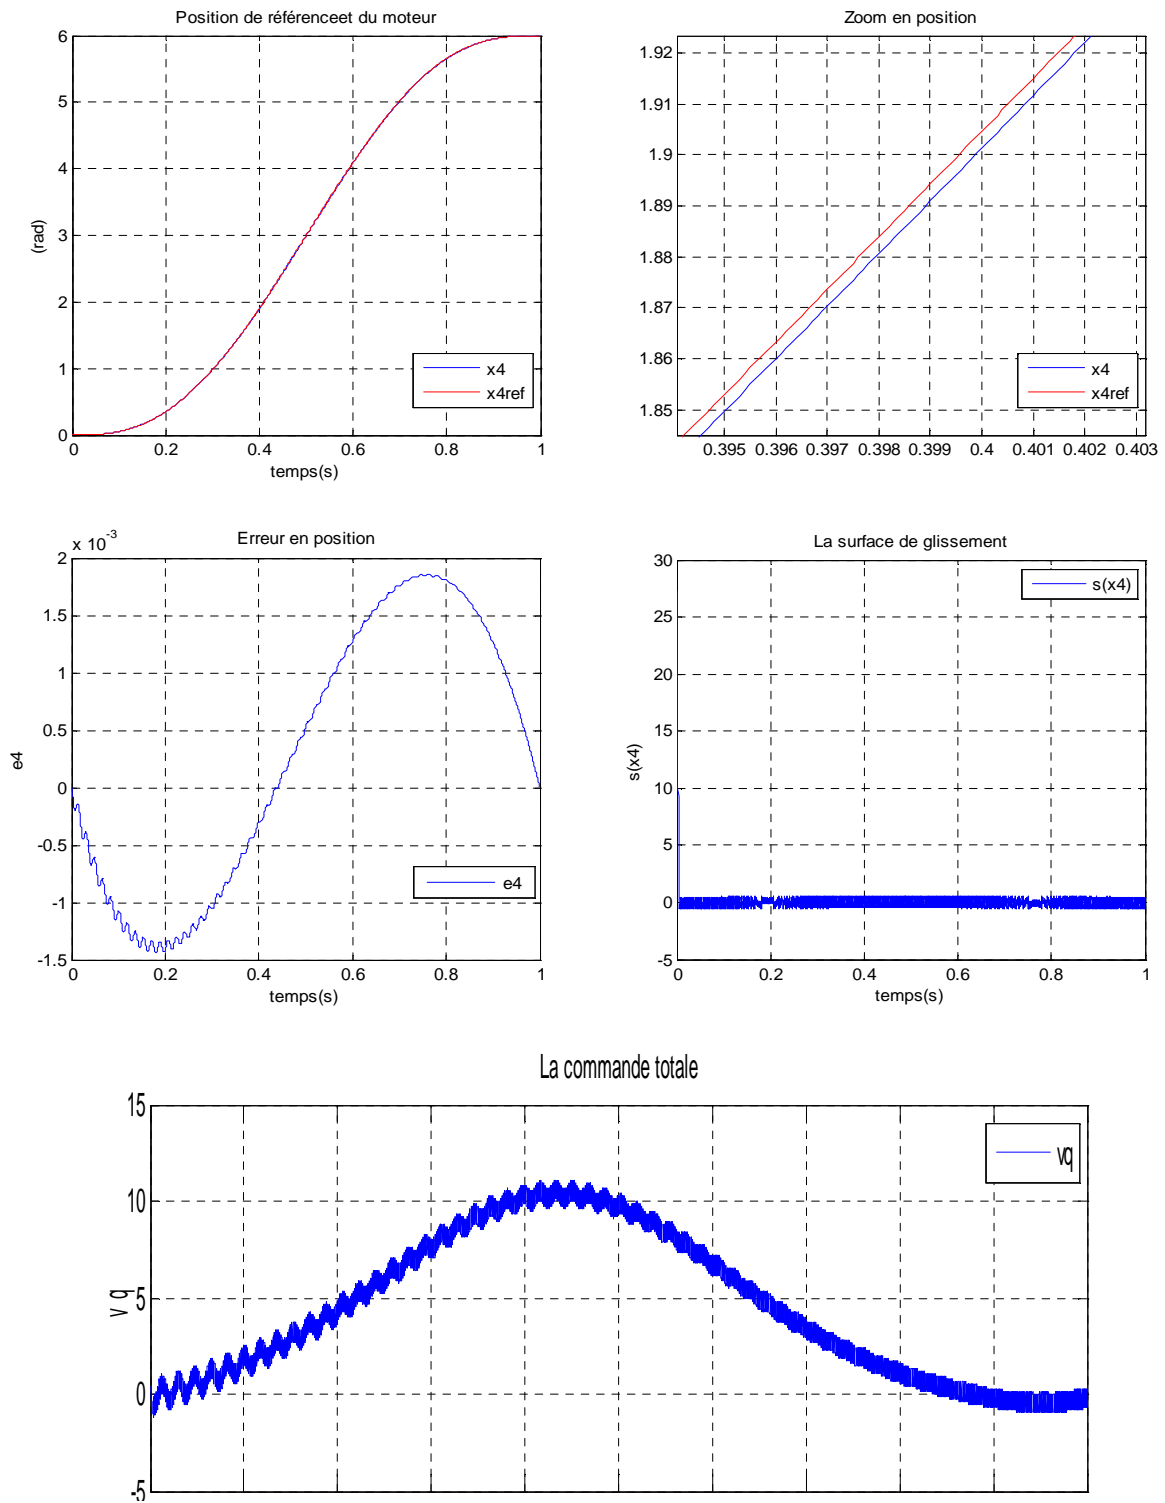 Position de référenceet du moteur
6
5
4
3
2
1
0
(rad)
0 0.2 0.4 0.6 0.8 1
temps(s)
x4
x4ref
Zoom en position
1.92
1.91
1.9
1.89
1.88
1.87
1.86
1.85
0.395 0.396 0.397 0.398 0.399 0.4 0.401 0.402 0.403
x4
x4ref
Erreur en position
x 10-3
2
1.5
1
0.5
0
-0.5
-1
-1.5
e4
0 0.2 0.4 0.6 0.8 1
temps(s)
e4
La surface de glissement
30
25
20
15
10
5
0
-5
s(x4)
0 0.2 0.4 0.6 0.8 1
temps(s)
s(x4)
La commande totale
15
10
5
0
-5
v q
vq